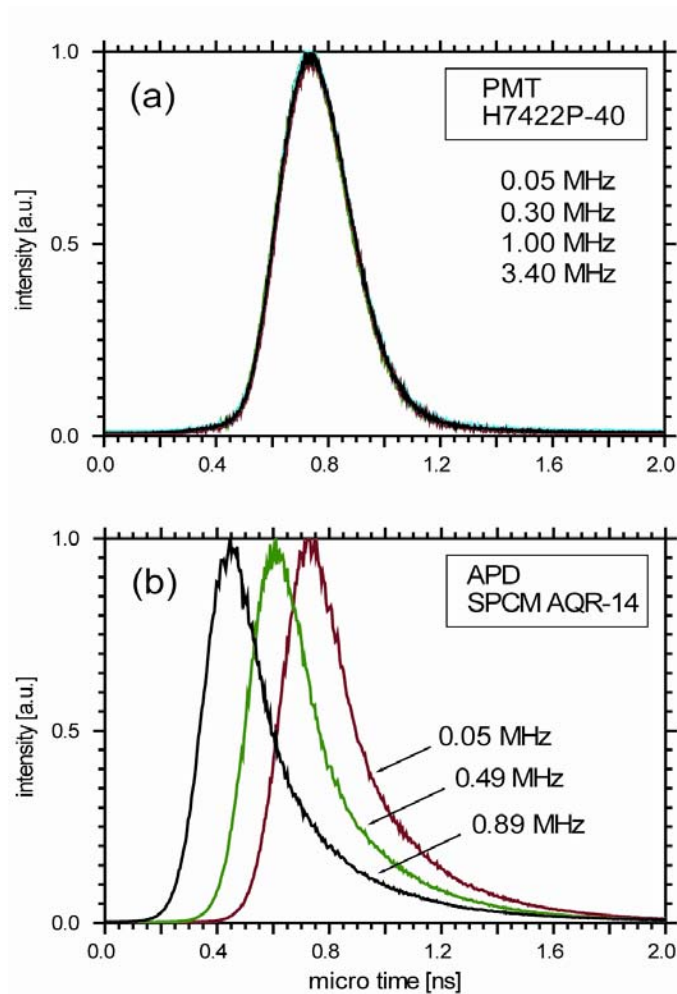 1.0
(a)
PMT
H7422P-40
0.05 MHz
0.30 MHz
1.00 MHz
3.40 MHz
0.5
intensity [a.u.]
0.0
0.0 0.4 0.8 1.2 1.6 2.0
1.0
(b)
APD
SPCM AQR-14
0.5
0.05 MHz
0.49 MHz
0.89 MHz
intensity [a.u.]
0.0
0.0 0.4 0.8 1.2 1.6 2.0
micro time [ns]